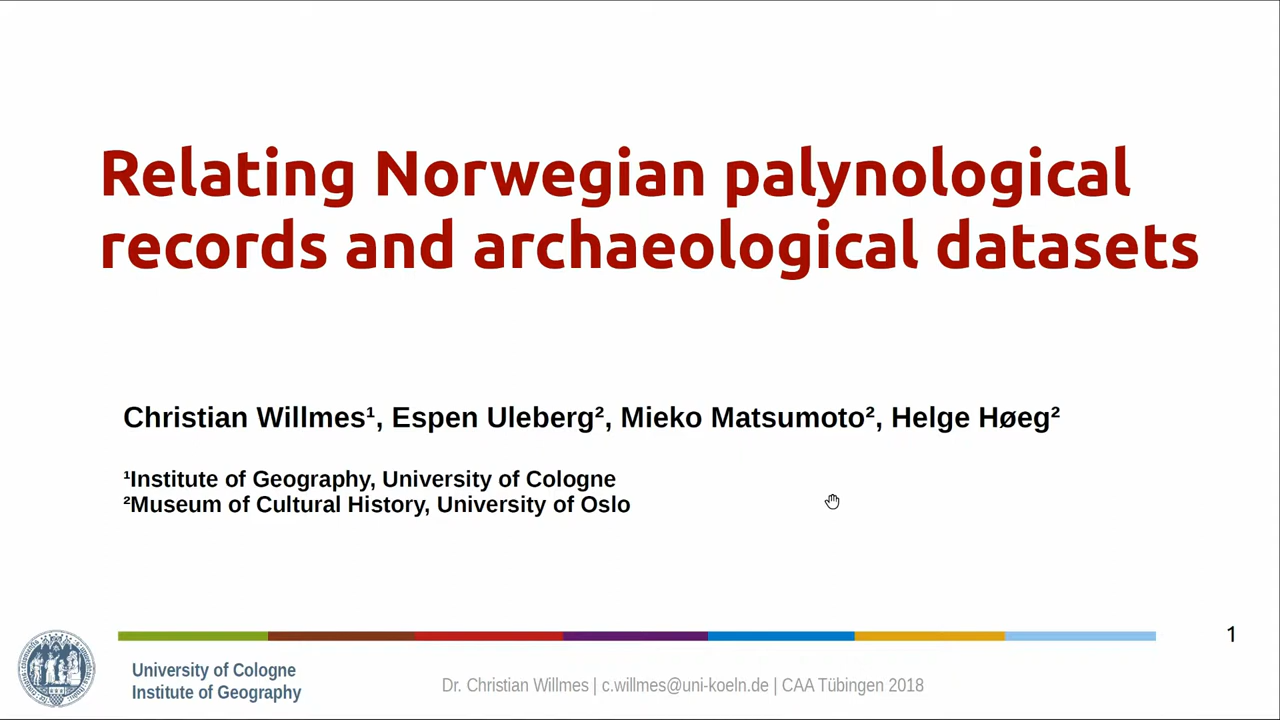 Relating Norwegian palynological
records and archaeological datasets
Christian Willmes¹, Espen Uleberg², Mieko Matsumoto², Helge Høeg²
¹Institute of Geography, University of Cologne
²Museum of Cultural History, University of Oslo
1
University of Cologne
Institute of Geography
Dr. Christian Willmes | c.willmes@uni-koeln.de | CAA Tübingen 2018